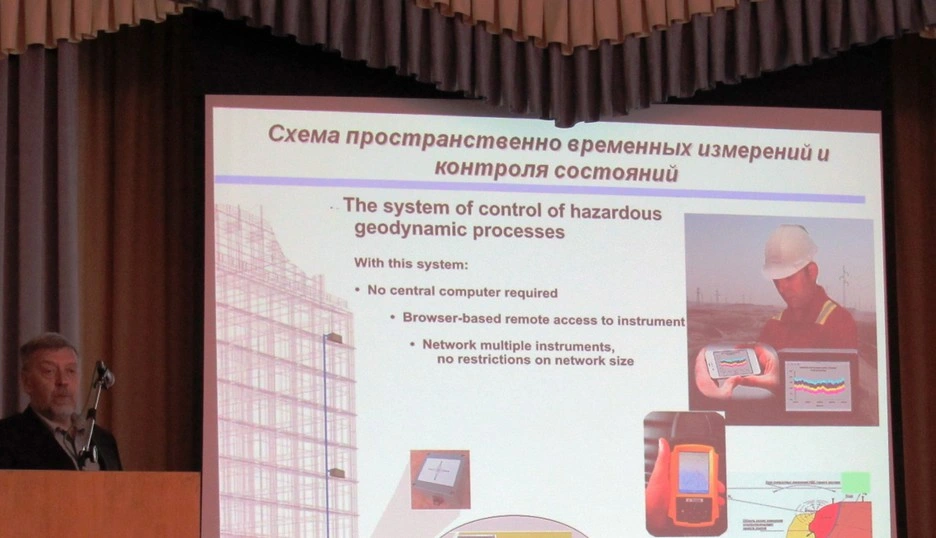 Схема пространственно временных измерений и
контроля состояний
The system of control of hazardous
geodynamic processes
With this system:
• No central computer required
• Browser-based remote access to instrument
• Network multiple instruments,
no restrictions on network size